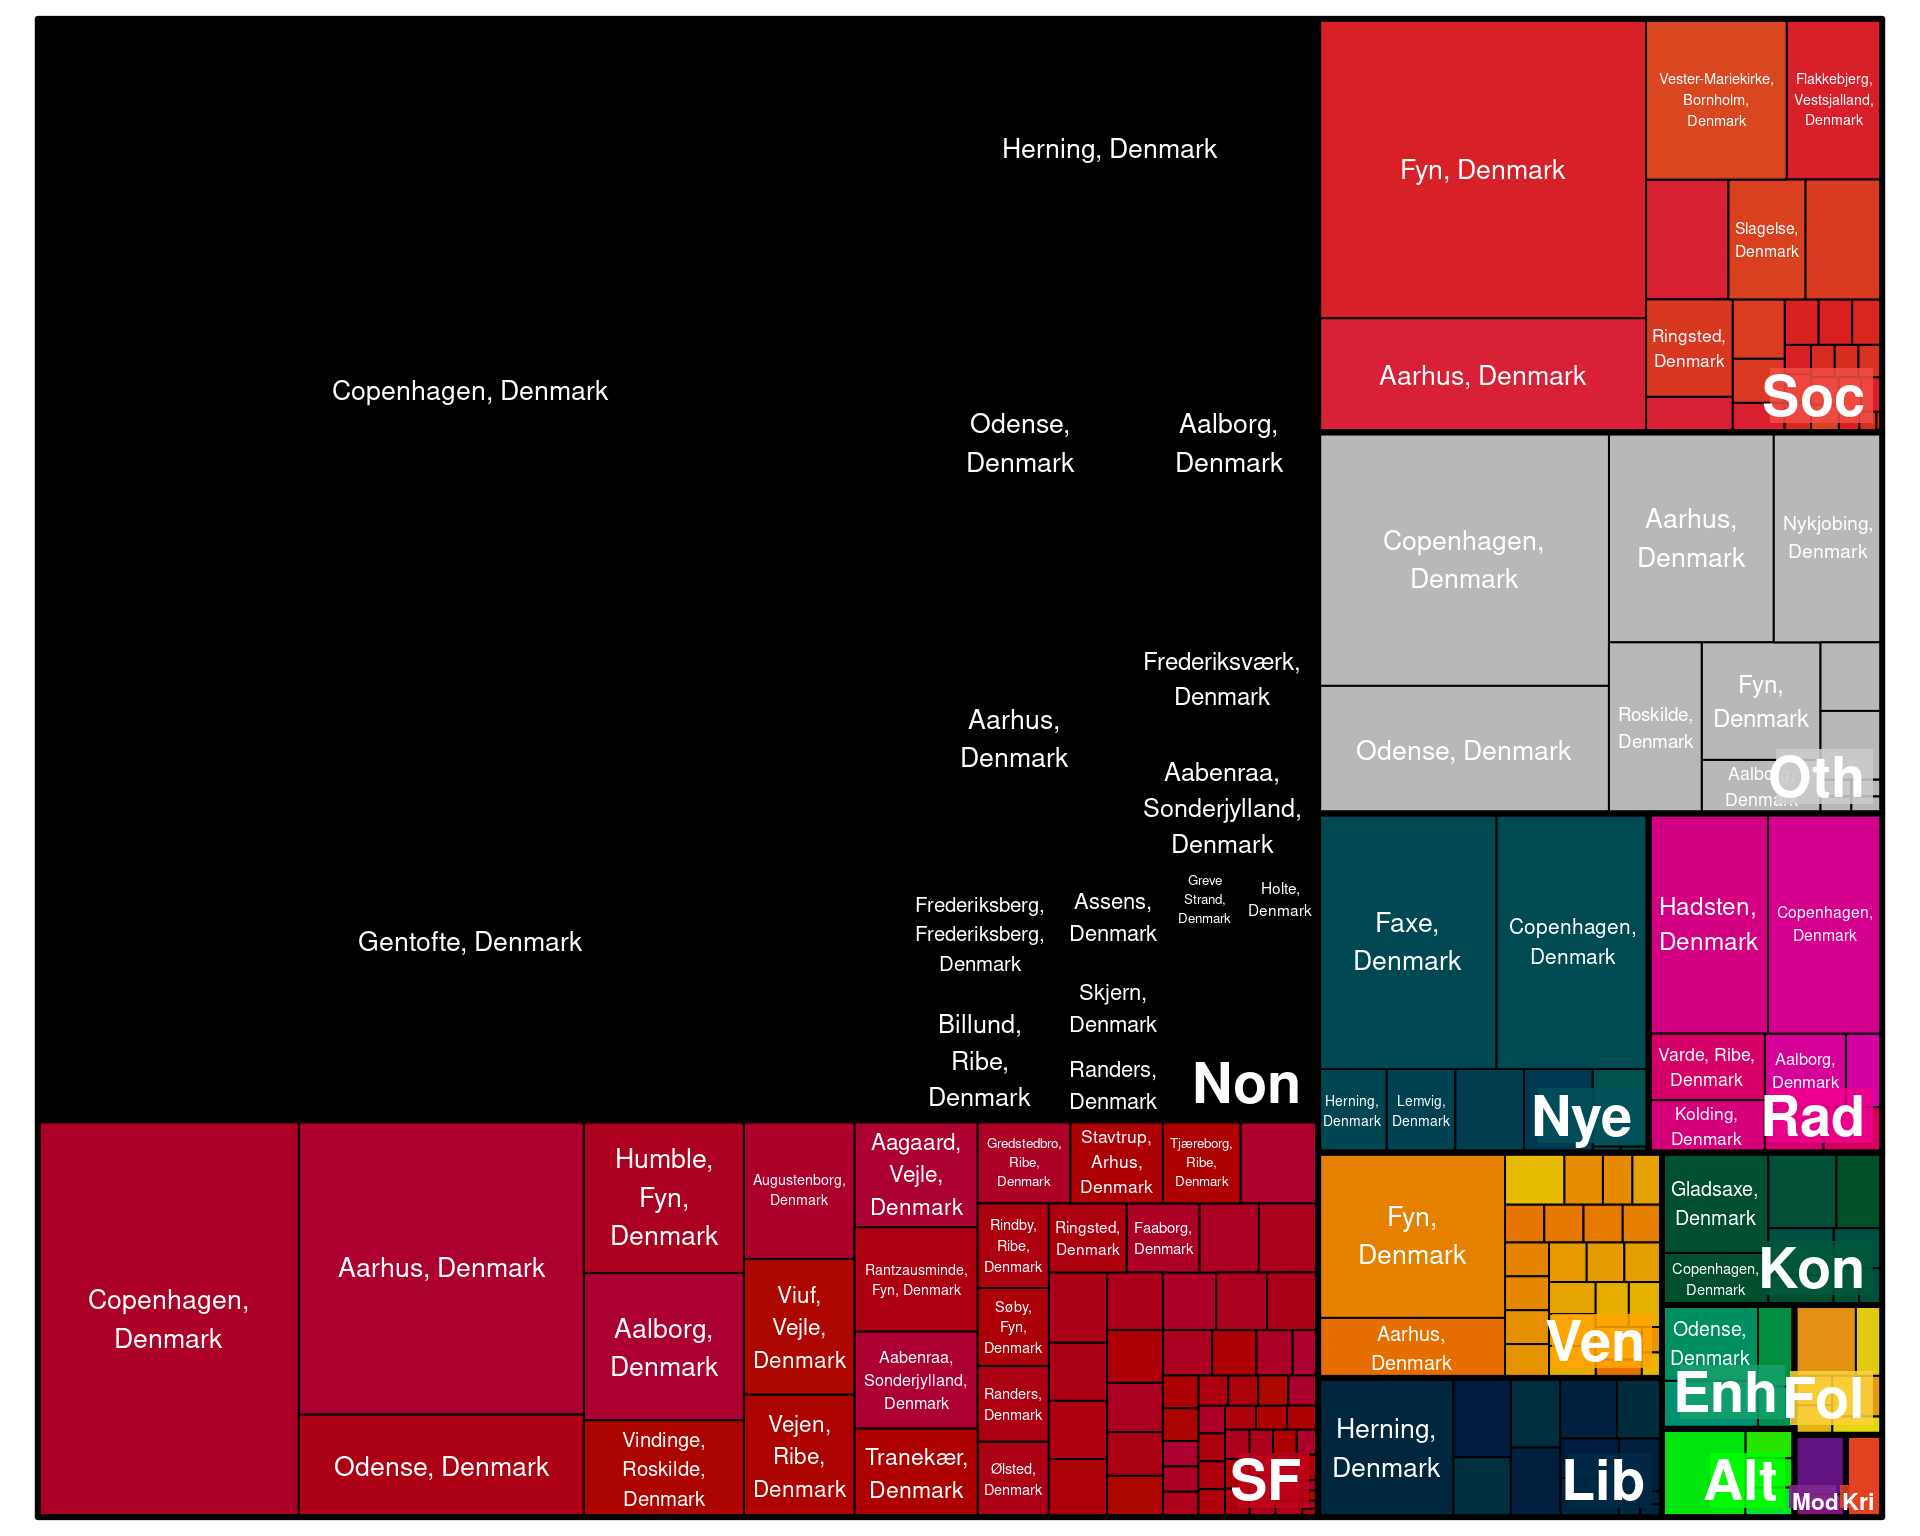 Copenhagen, Denmark
Herning, Denmark
Odense,
Denmark
Aalborg,
Denmark
Frederiksværk,
Denmark
Aarhus,
Denmark
Aabenraa,
Sonderjylland,
Denmark
Gentofte, Denmark
Frederiksberg,
Frederiksberg,
Denmark
Assens,
Denmark
Greve
Strand,
Denmark
Holte,
Denmark
Skjern,
Denmark
Billund,
Ribe,
Denmark
Randers,
Denmark
Non
Fyn, Denmark
Aarhus, Denmark
Vester-Mariekirke,
Bornholm,
Denmark
Flakkebjerg,
Vestsjalland,
Denmark
Slagelse,
Denmark
Ringsted,
Denmark
Soc
Copenhagen,
Denmark
Aarhus,
Denmark
Nykjobing,
Denmark
Odense, Denmark
Roskilde,
Denmark
Fyn,
Denmark
Aalborg,
Denmark
Oth
Faxe,
Denmark
Copenhagen,
Denmark
Herning,
Denmark
Lemvig,
Denmark
Nye
Hadsten,
Denmark
Copenhagen,
Denmark
Varde, Ribe,
Denmark
Aalborg,
Denmark
Kolding,
Denmark
Rad
Copenhagen,
Denmark
Aarhus, Denmark
Odense, Denmark
Humble,
Fyn,
Denmark
Aalborg,
Denmark
Vindinge,
Roskilde,
Denmark
Augustenborg,
Denmark
Viuf,
Vejle,
Denmark
Vejen,
Ribe,
Denmark
Aagaard,
Vejle,
Denmark
Rantzausminde,
Fyn, Denmark
Aabenraa,
Sonderjylland,
Denmark
Tranekær,
Denmark
Gredstedbro,
Ribe,
Denmark
Stavtrup,
Arhus,
Denmark
Tjæreborg,
Ribe,
Denmark
Rindby,
Ribe,
Denmark
Ringsted,
Denmark
Faaborg,
Denmark
Søby,
Fyn,
Denmark
Randers,
Denmark
Ølsted,
Denmark
SF
Fyn,
Denmark
Aarhus,
Denmark
Ven
Gladsaxe,
Denmark
Copenhagen,
Denmark
Kon
Odense,
Denmark
Enh
Fol
Herning,
Denmark
Lib
Alt
Mod
Kri